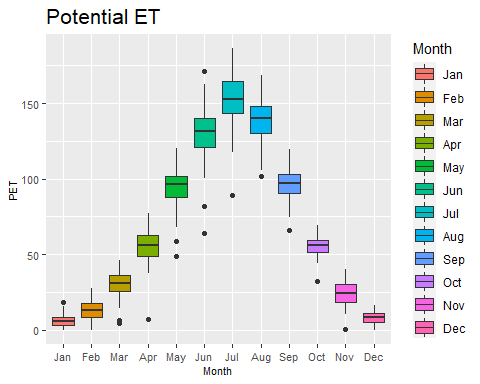 Potential ET
PET
150
100
50
0
Jan Feb Mar Apr May Jun Jul Aug Sep Oct Nov Dec
Month
Month
Jan
Feb
Mar
Apr
May
Jun
Jul
Aug
Sep
Oct
Nov
Dec